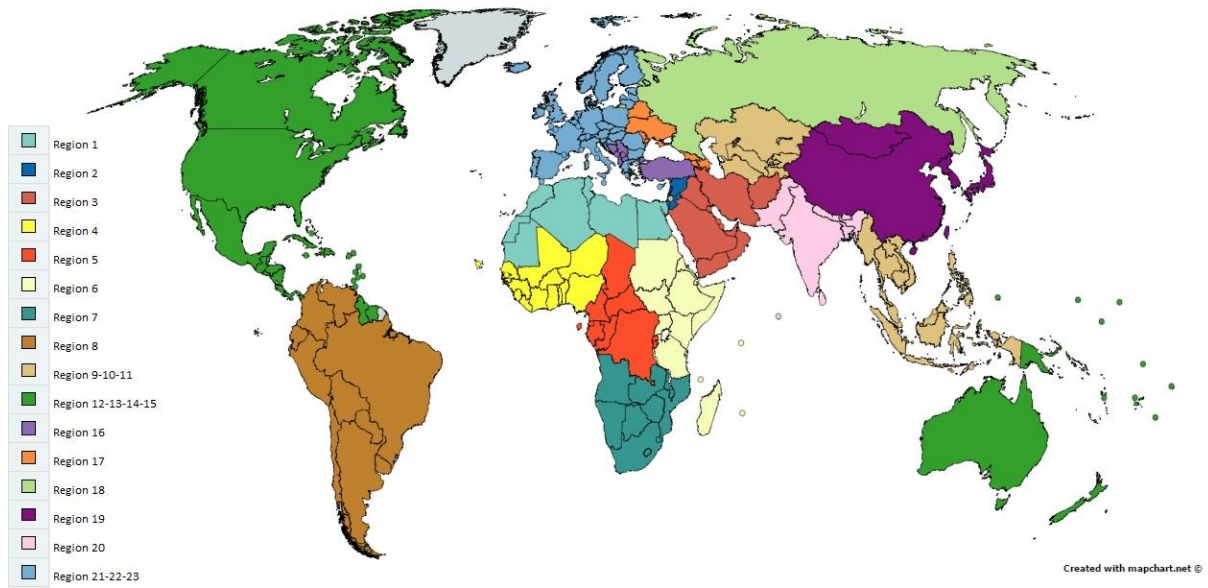 Region 1
Region 2
Region 3
Region 4
Region 5
Region 6
Region 7
Region 8
Region 9-10-11
Region 12-13-14-15
Region 16
Region 17
Region 18
Region 19
Region 20
Region 21-22-23
Created with mapchart.net ©